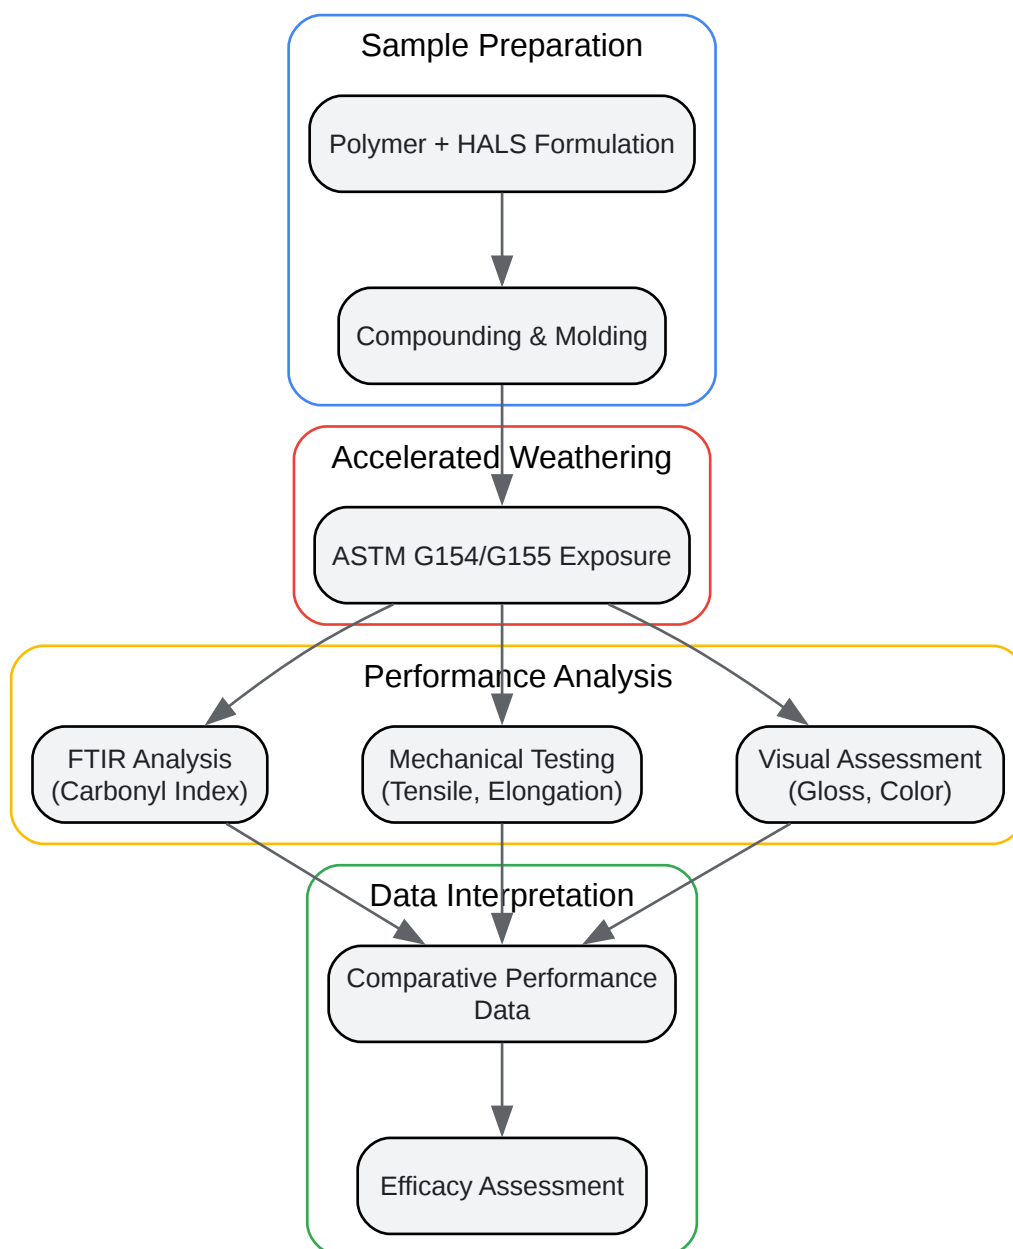 Sample Preparation
Polymer + HALS Formulation
Compounding & Molding
Accelerated Weathering
ASTM G154/G155 Exposure
Performance Analysis
FTIR Analysis
(Carbonyl Index)
Mechanical Testing
(Tensile, Elongation)
Visual Assessment
(Gloss, Color)
Data Interpretation
Comparative Performance
Data
Efficacy Assessment